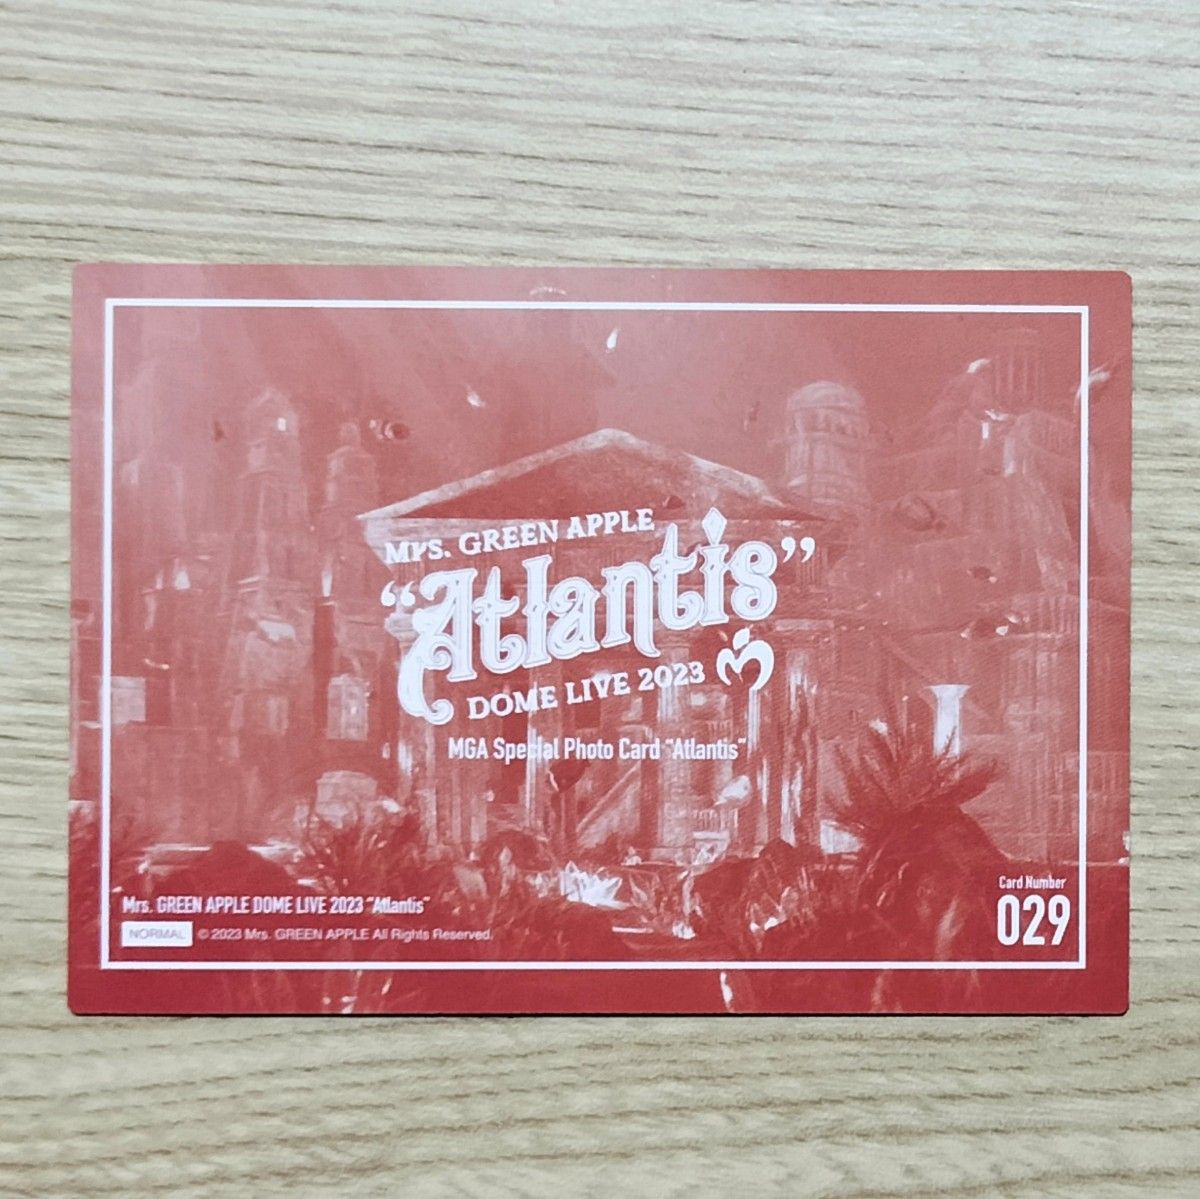 Mrs. GREEN APPLE
“Atlantis”
DOME LIVE 2023
MGA Special Photo Card “Atlantis”
Mrs. GREEN APPLE DOME LIVE 2023 “Atlantis”
NORMAL © 2023 Mrs. GREEN APPLE All Rights Reserved.
Card Number
029